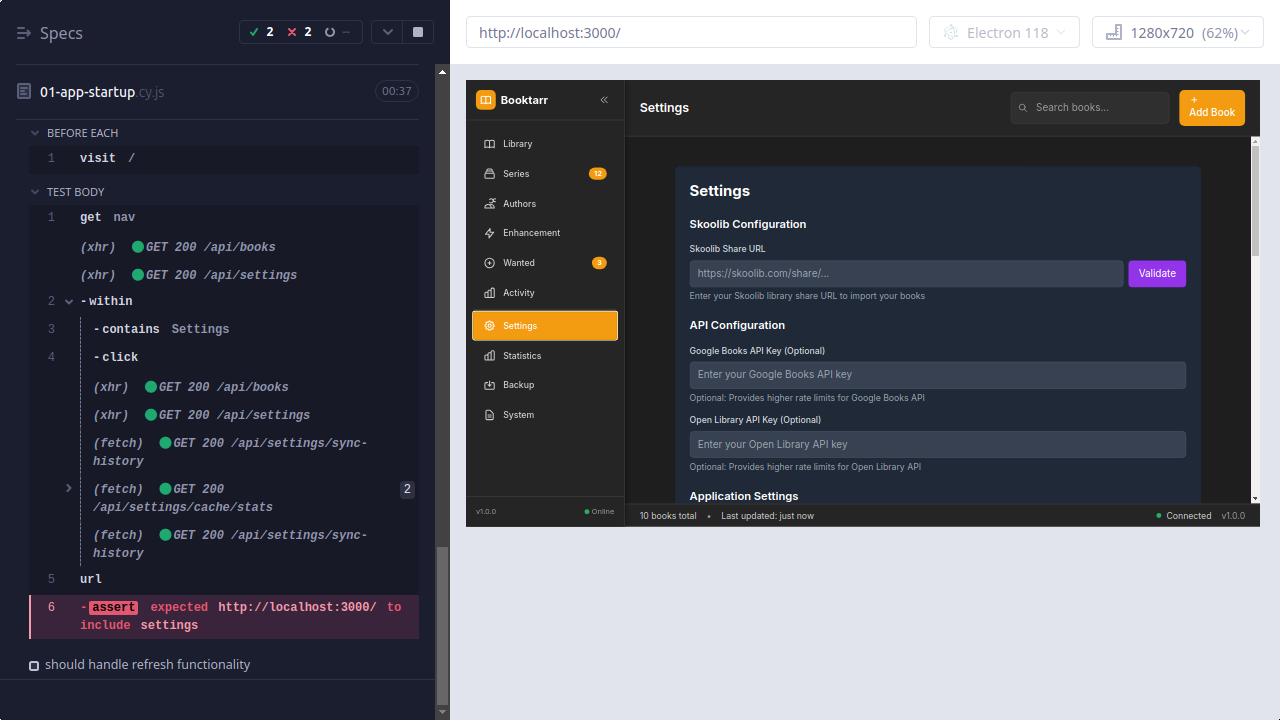 Specs
2
2
--
01-app-startup.cy.js
00:37
BEFORE EACH
1 visit /
TEST BODY
1 get nav
(xhr) GET 200 /api/books
(xhr) GET 200 /api/settings
2 -within
3 -contains Settings
4 -click
(xhr) GET 200 /api/books
(xhr) GET 200 /api/settings
(fetch) GET 200 /api/settings/sync-
history
(fetch) GET 200
/api/settings/cache/stats
2
(fetch) GET 200 /api/settings/sync-
history
5 url
6 -assert expected http://localhost:3000/ to
include settings
should handle refresh functionality
http://localhost:3000/
Electron 118
1280x720 (62%)
Booktarr
Library
Series 12
Authors
Enhancement
Wanted 3
Activity
Settings
Statistics
Backup
System
v1.0.0
Online
Settings
Search books...
+
Add Book
Settings
Skoolib Configuration
Skoolib Share URL
https://skoolib.com/share/...
Validate
Enter your Skoolib library share URL to import your books
API Configuration
Google Books API Key (Optional)
Enter your Google Books API key
Optional: Provides higher rate limits for Google Books API
Open Library API Key (Optional)
Enter your Open Library API key
Optional: Provides higher rate limits for Open Library API
Application Settings
10 books total • Last updated: just now
Connected v1.0.0